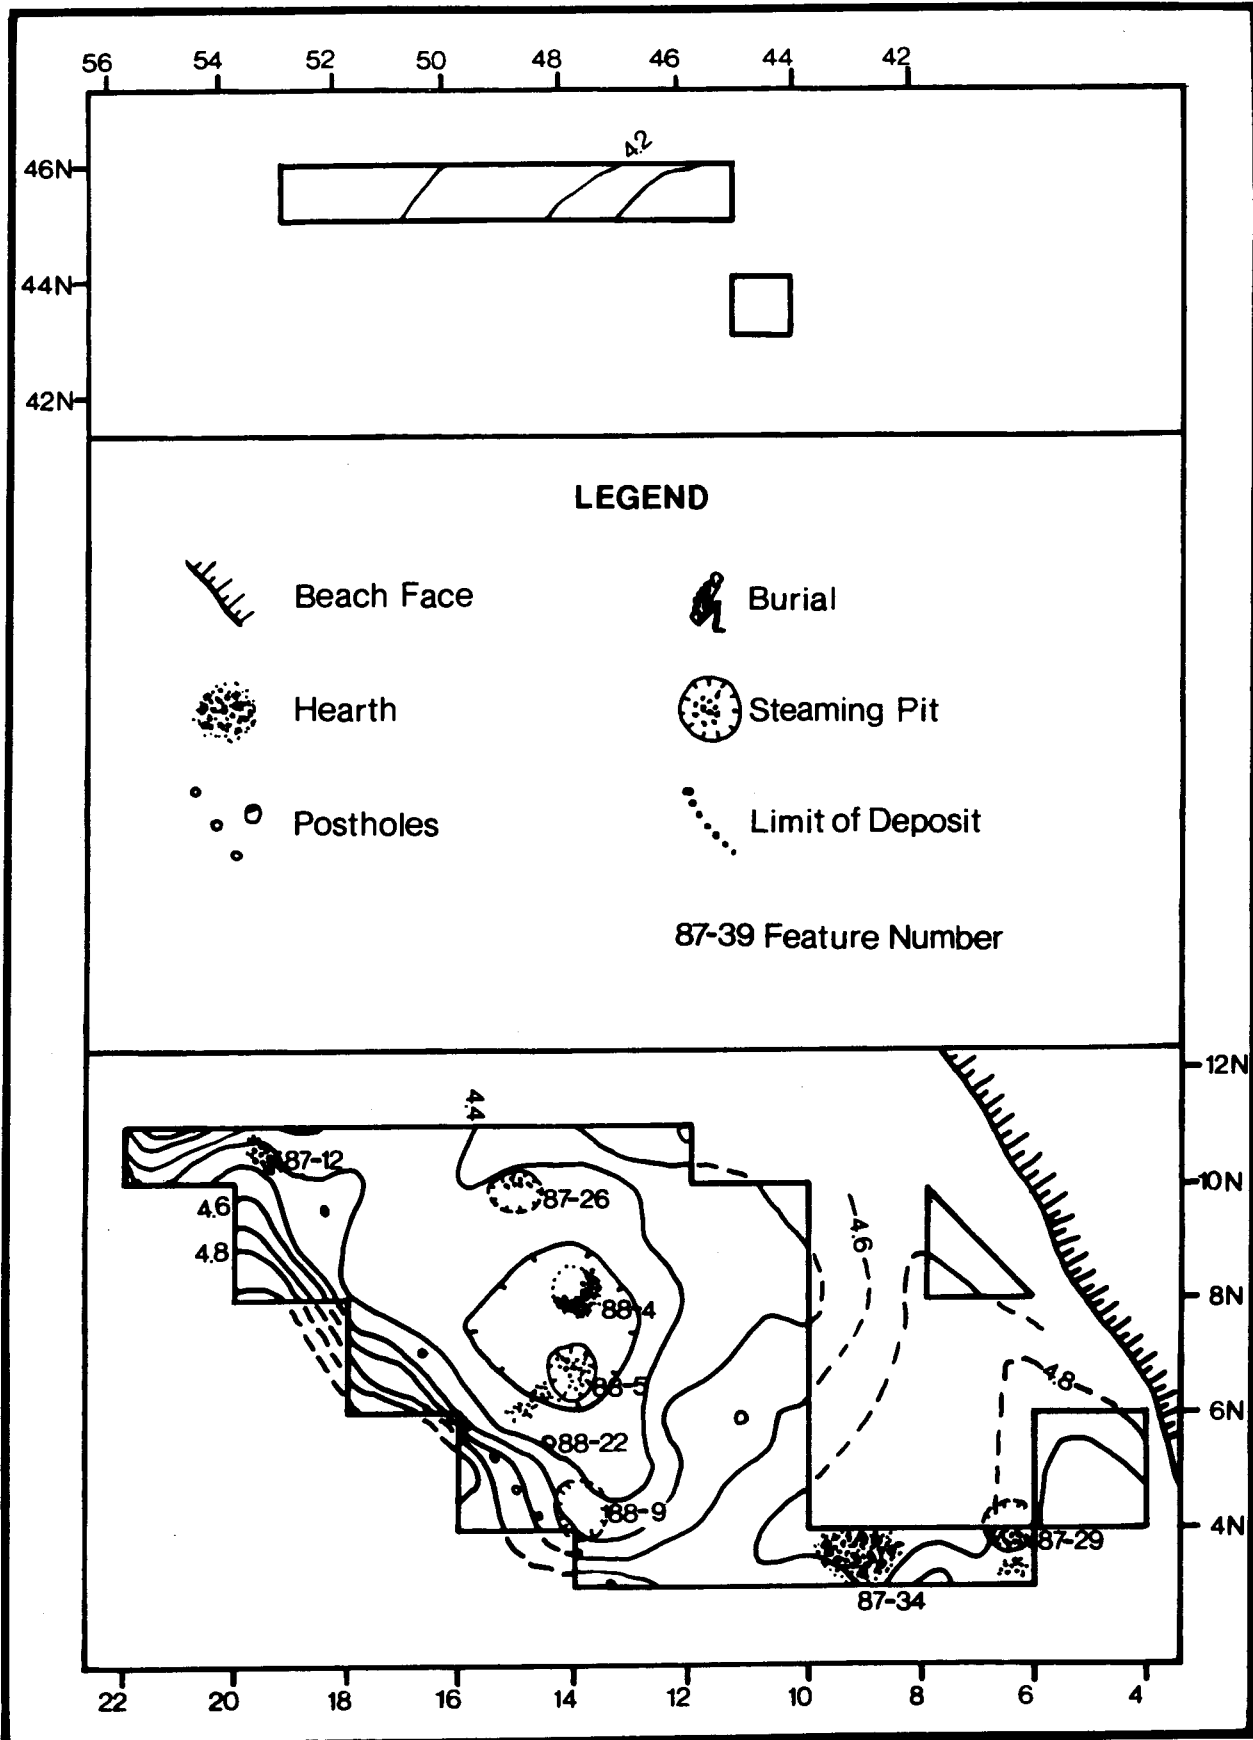 56 54 52 50 48 46 44 42
4.2
46N
44N
42N
LEGEND
Beach Face
Burial
Hearth
Steaming Pit
Postholes
Limit of Deposit
87-39 Feature Number
12N
4.4
87-12
10N
87-26
4.6
4.6
4.8
8N
88-4
88-5
4.8
6N
88-22
88-9
4N
87-29
87-34
22 20 18 16 14 12 10 8 6 4